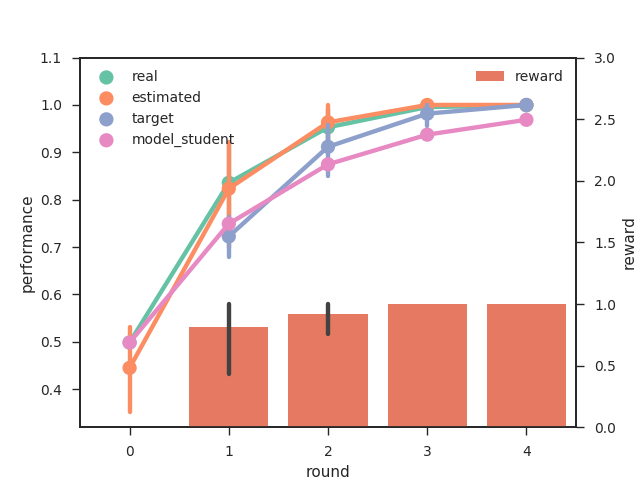 1.1
1.0
0.9
0.8
0.7
0.6
0.5
0.4
performance
real
estimated
target
model_student
reward
3.0
2.5
2.0
1.5
1.0
0.5
0.0
reward
0 1 2 3 4
round